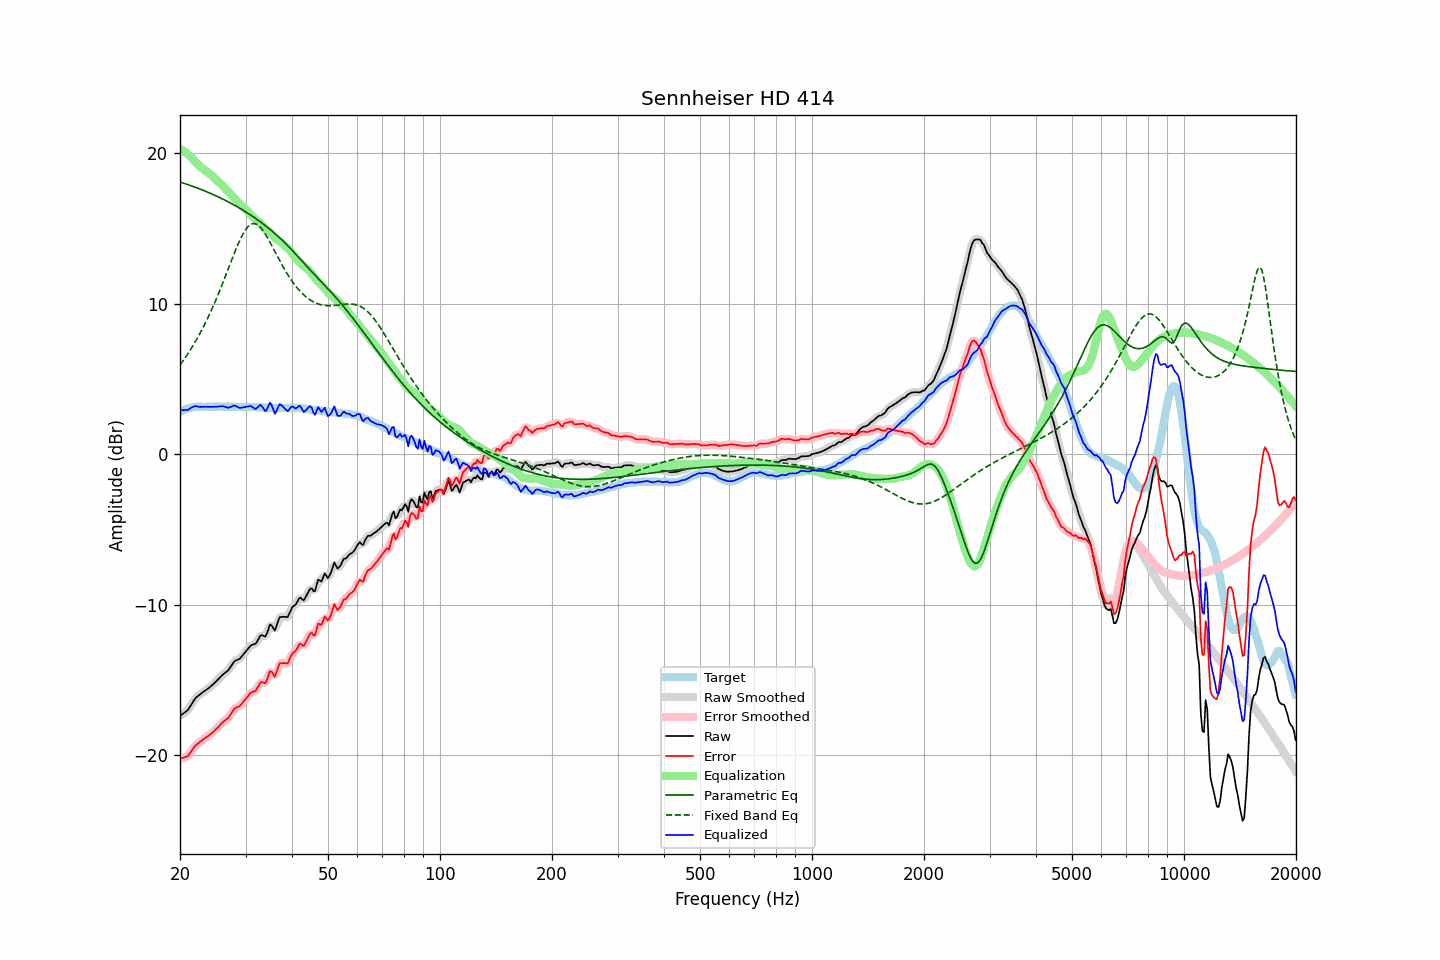 Sennheiser HD 414
Amplitude (dBr)
20
10
0
−10
−20
Target
Raw Smoothed
Error Smoothed
Raw
Error
Equalization
Parametric Eq
Fixed Band Eq
Equalized
20 50 100 200 500 1000 2000 5000 10000 20000
Frequency (Hz)